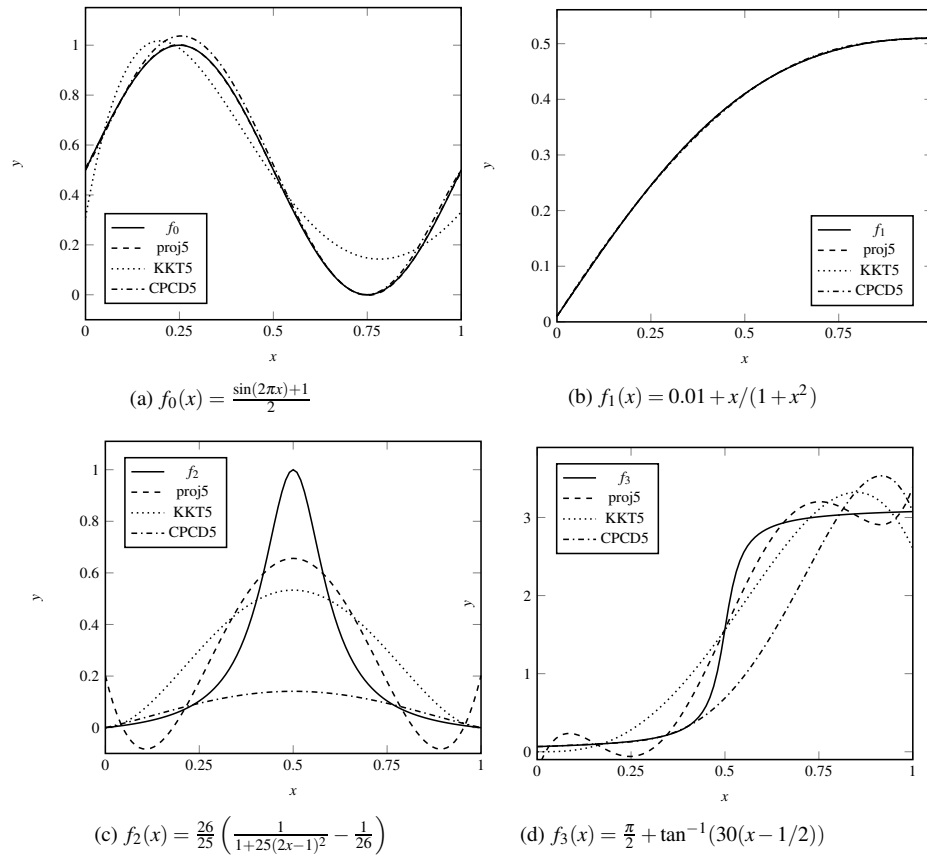 1
0.8
0.6
0.4
0.2
0
y
0 0.25 0.5 0.75 1
x
f₀
proj5
KKT5
CPCD5
(a) f₀(x) = (sin(2πx)+1)/2
0.5
0.4
0.3
0.2
0.1
0
y
0 0.25 0.5 0.75
x
f₁
proj5
KKT5
CPCD5
(b) f₁(x) = 0.01 + x/(1 + x²)
1
0.8
0.6
0.4
0.2
0
y
0 0.25 0.5 0.75 1
x
f₂
proj5
KKT5
CPCD5
(c) f₂(x) = 26/25 (1/(1+25(2x−1)²) − 1/26)
3
2
1
0
y
0 0.25 0.5 0.75 1
x
f₃
proj5
KKT5
CPCD5
(d) f₃(x) = π/2 + tan⁻¹(30(x − 1/2))